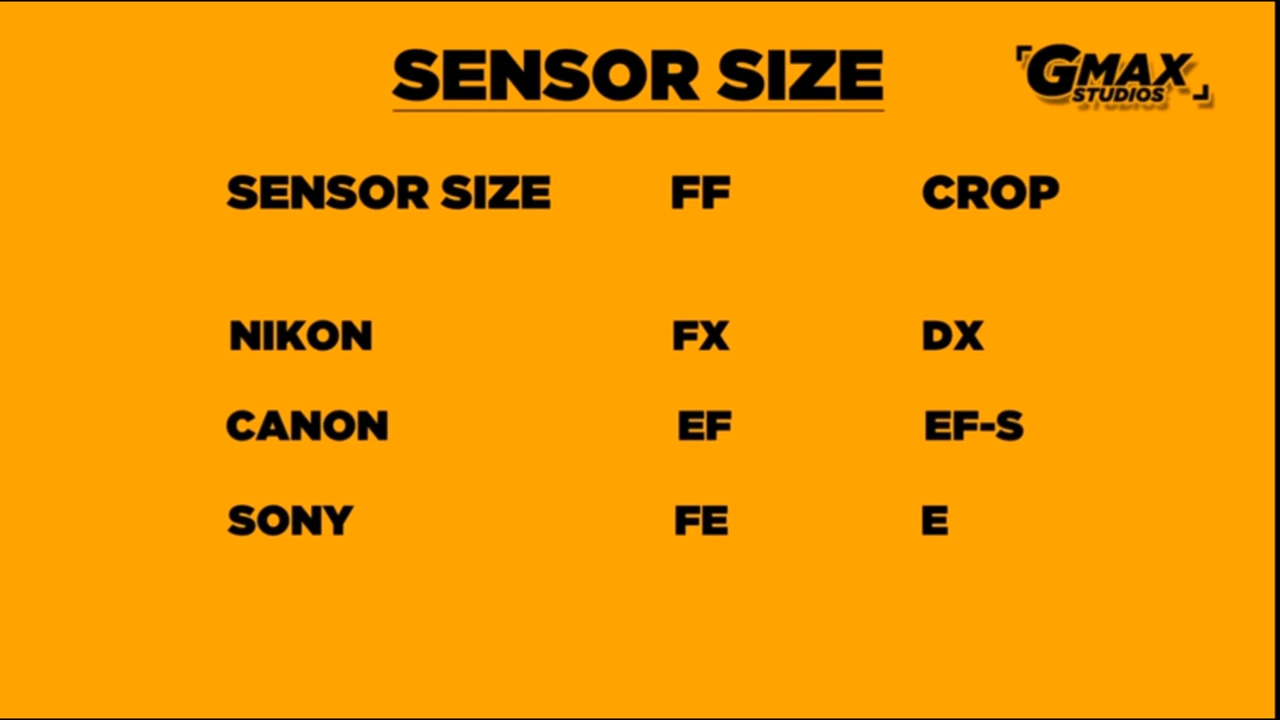 SENSOR SIZE
GMAX
STUDIOS
SENSOR SIZE FF CROP
NIKON FX DX
CANON EF EF-S
SONY FE E